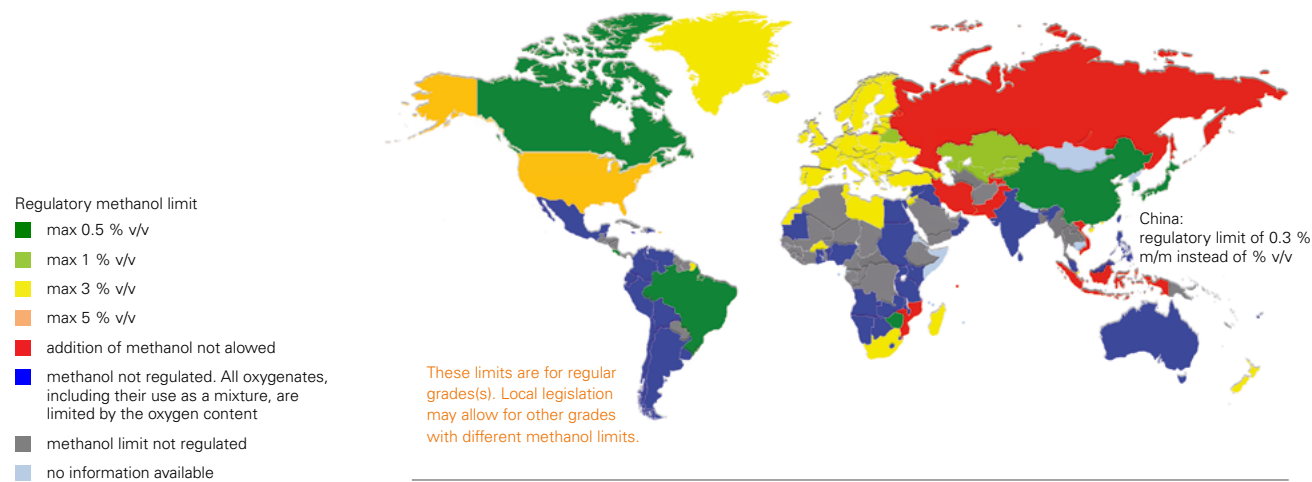 Regulatory methanol limit
max 0.5 % v/v
max 1 % v/v
max 3 % v/v
max 5 % v/v
addition of methanol not alowed
methanol not regulated. All oxygenates,
including their use as a mixture, are
limited by the oxygen content
methanol limit not regulated
no information available
These limits are for regular
grades(s). Local legislation
may allow for other grades
with different methanol limits.
China:
regulatory limit of 0.3 %
m/m instead of % v/v